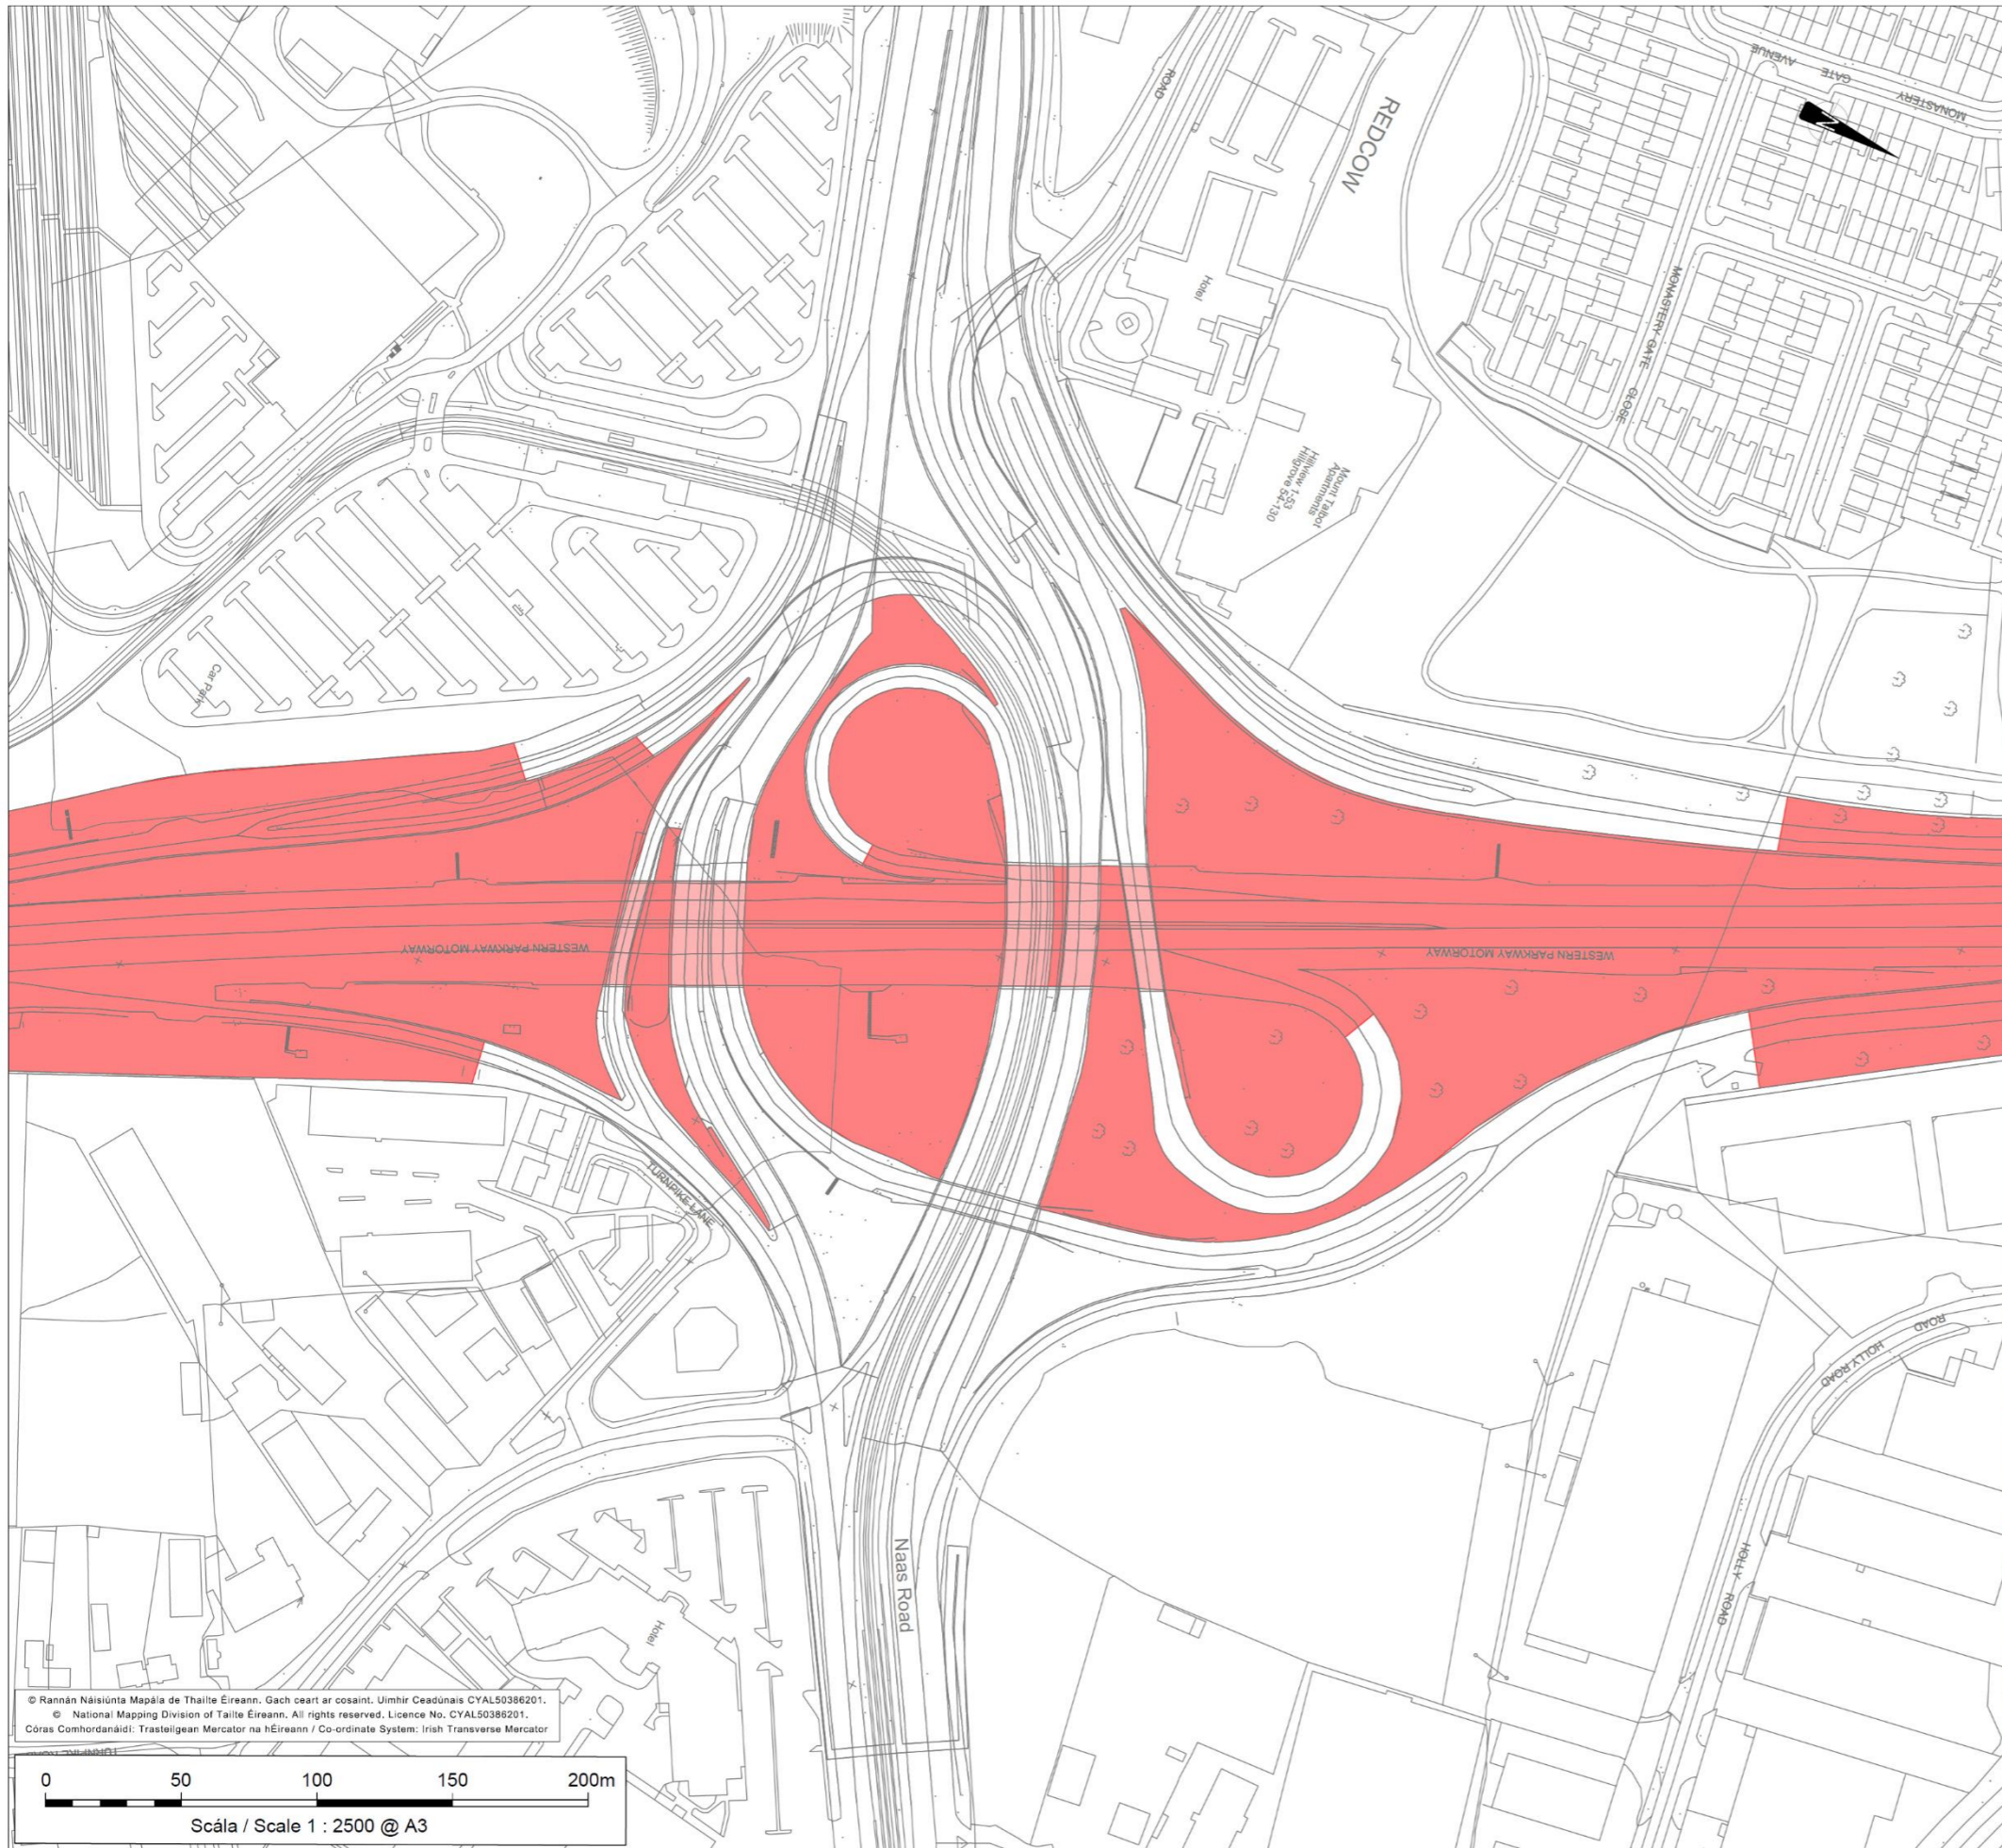 MONASTERY GATE AVENUE
ROAD
REDCOW
N
Hotel
MONASTERY GATE CLOSE
Mount Talbot
Apartments
Hillview 1-53
Hillgrove 54-130
Car Park
WESTERN PARKWAY MOTORWAY
WESTERN PARKWAY MOTORWAY
TURNPIKE LANE
HOLLY ROAD
ROAD
HOLLY ROAD
Naas Road
Hotel
© Rannán Náisiúnta Mapála de Thailte Éireann. Gach ceart ar cosaint. Uimhir Ceadúnais CYAL50386201.
© National Mapping Division of Tailte Éireann. All rights reserved. Licence No. CYAL50386201.
Córas Comhordanáidí: Trasteilgean Mercator na hÉireann / Co-ordinate System: Irish Transverse Mercator
TURNPIKE ROAD
0 50 100 150 200m
Scála / Scale 1 : 2500 @ A3